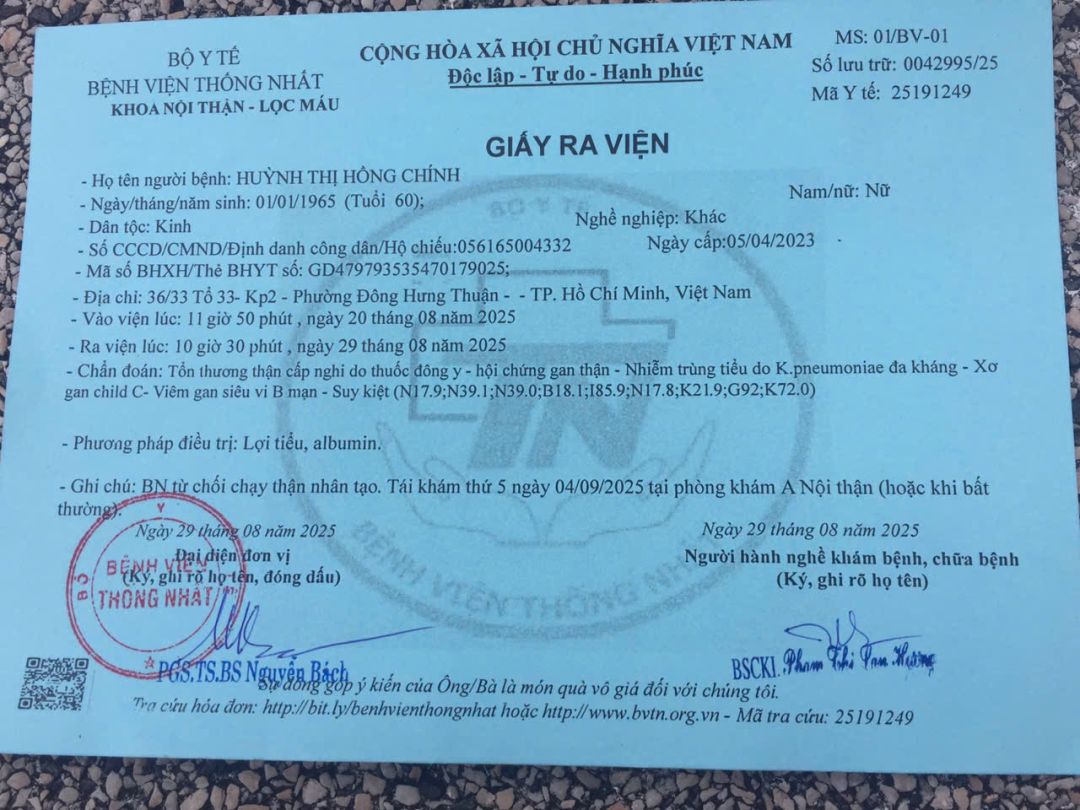 BỘ Y TẾ
BỆNH VIỆN THỐNG NHẤT
KHOA NỘI THẬN - LỌC MÁU
CỘNG HÒA XÃ HỘI CHỦ NGHĨA VIỆT NAM
Độc lập - Tự do - Hạnh phúc
MS: 01/BV-01
Số lưu trữ: 0042995/25
Mã Y tế: 25191249
GIẤY RA VIỆN
- Họ tên người bệnh: HUỲNH THỊ HỒNG CHÍNH
Nam/nữ: Nữ
- Ngày/tháng/năm sinh: 01/01/1965 (Tuổi 60);
- Dân tộc: Kinh
Nghề nghiệp: Khác
- Số CCCD/CMND/Định danh công dân/Hộ chiếu:056165004332
Ngày cấp:05/04/2023
- Mã số BHXH/Thẻ BHYT số: GD479793535470179025;
- Địa chỉ: 36/33 Tổ 33- Kp2 - Phường Đông Hưng Thuận - - TP. Hồ Chí Minh, Việt Nam
- Vào viện lúc: 11 giờ 50 phút , ngày 20 tháng 08 năm 2025
- Ra viện lúc: 10 giờ 30 phút , ngày 29 tháng 08 năm 2025
- Chẩn đoán: Tổn thương thận cấp nghi do thuốc đông y - hội chứng gan thận - Nhiễm trùng tiểu do K.pneumoniae đa kháng - Xơ
gan child C- Viêm gan siêu vi B mạn - Suy kiệt (N17.9;N39.1;N39.0;B18.1;I85.9;N17.8;K21.9;G92;K72.0)
- Phương pháp điều trị: Lợi tiểu, albumin.
- Ghi chú: BN từ chối chạy thận nhân tạo. Tái khám thứ 5 ngày 04/09/2025 tại phòng khám A Nội thận (hoặc khi bất
thường).
Ngày 29 tháng 08 năm 2025
Đại diện đơn vị
(Ký, ghi rõ họ tên, đóng dấu)
Ngày 29 tháng 08 năm 2025
Người hành nghề khám bệnh, chữa bệnh
(Ký, ghi rõ họ tên)
BỘ Y TẾ
BỆNH VIỆN
THỐNG NHẤT
BỘ Y TẾ
TN
BỆNH VIỆN THỐNG NHẤT
PGS.TS.BS Nguyễn Bách
BSCKI. Phạm Thị Lan Hương
Sự đóng góp ý kiến của Ông/Bà là món quà vô giá đối với chúng tôi.
Tra cứu hóa đơn: http://bit.ly/benhvienthongnhat hoặc http://www.bvtn.org.vn - Mã tra cứu: 25191249